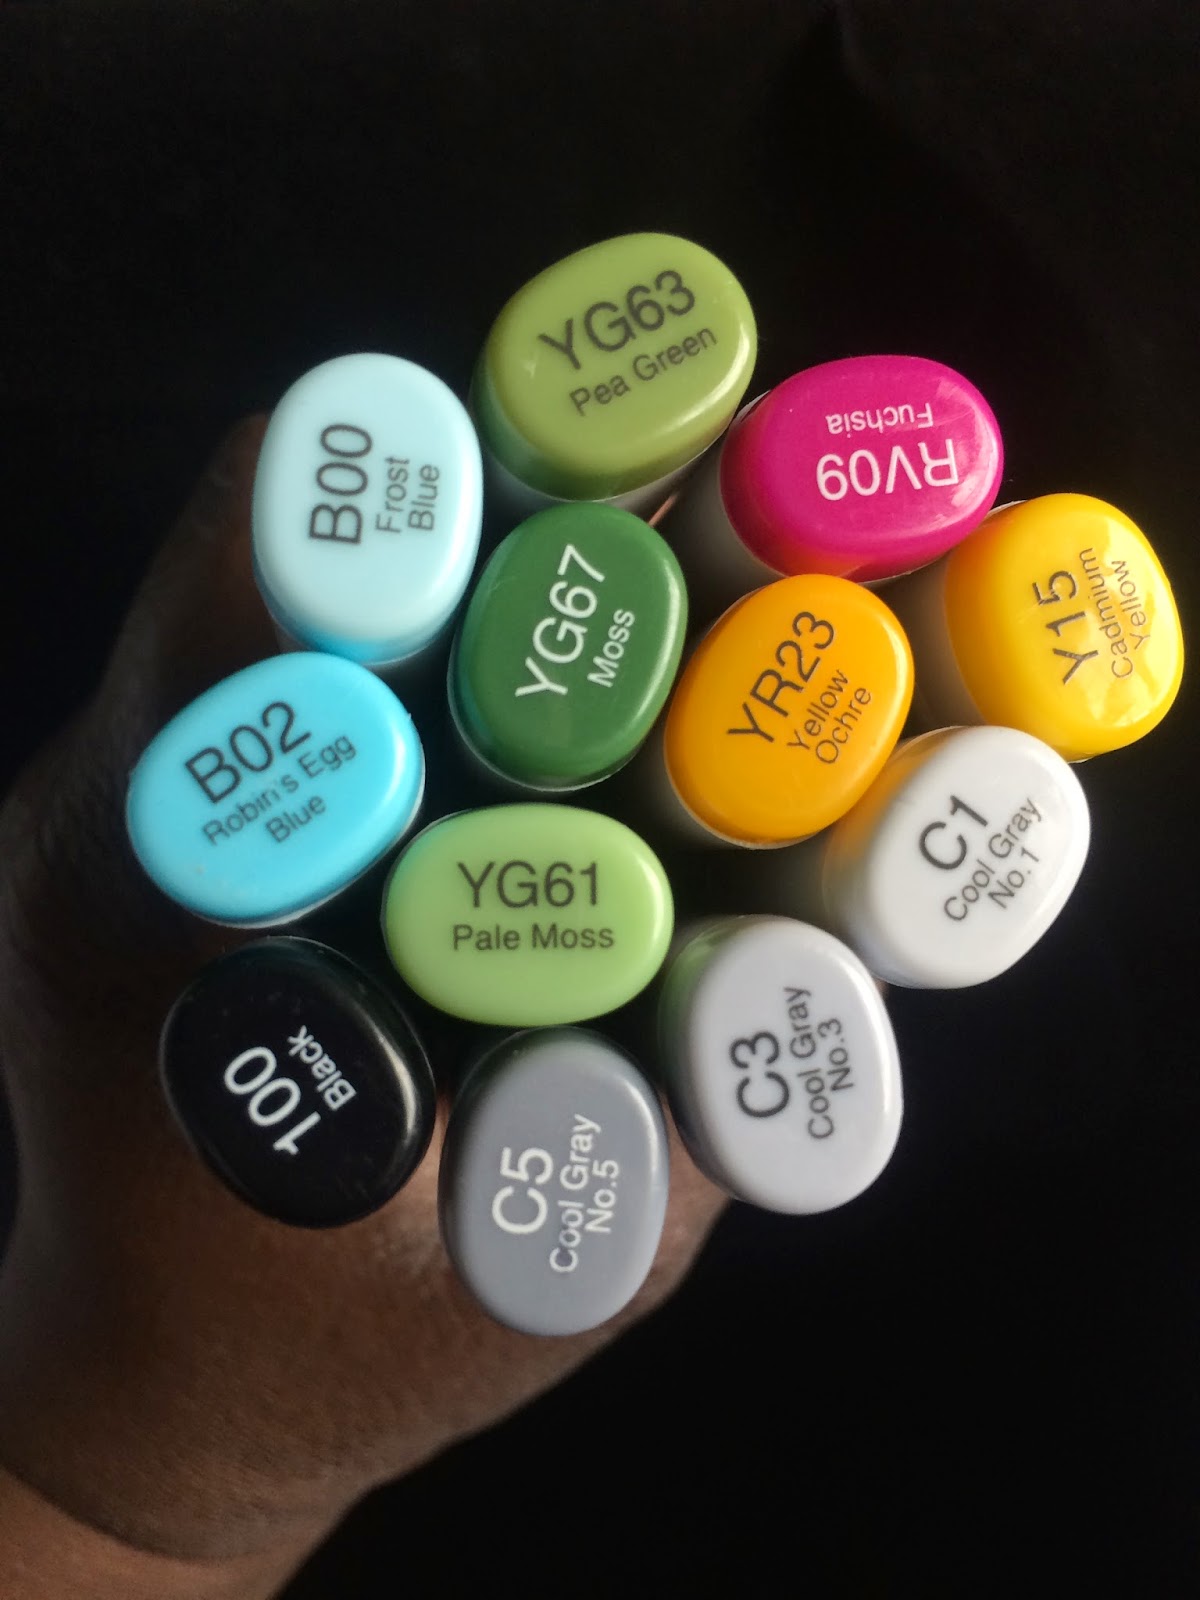 YG63
Pea Green
B00
Frost
Blue
RV09
Fuchsia
YG67
Moss
Y15
Cadmium
Yellow
YR23
Yellow
Ochre
B02
Robin's Egg
Blue
C1
Cool Gray
No.1
YG61
Pale Moss
C3
Cool Gray
No.3
100
Black
C5
Cool Gray
No.5